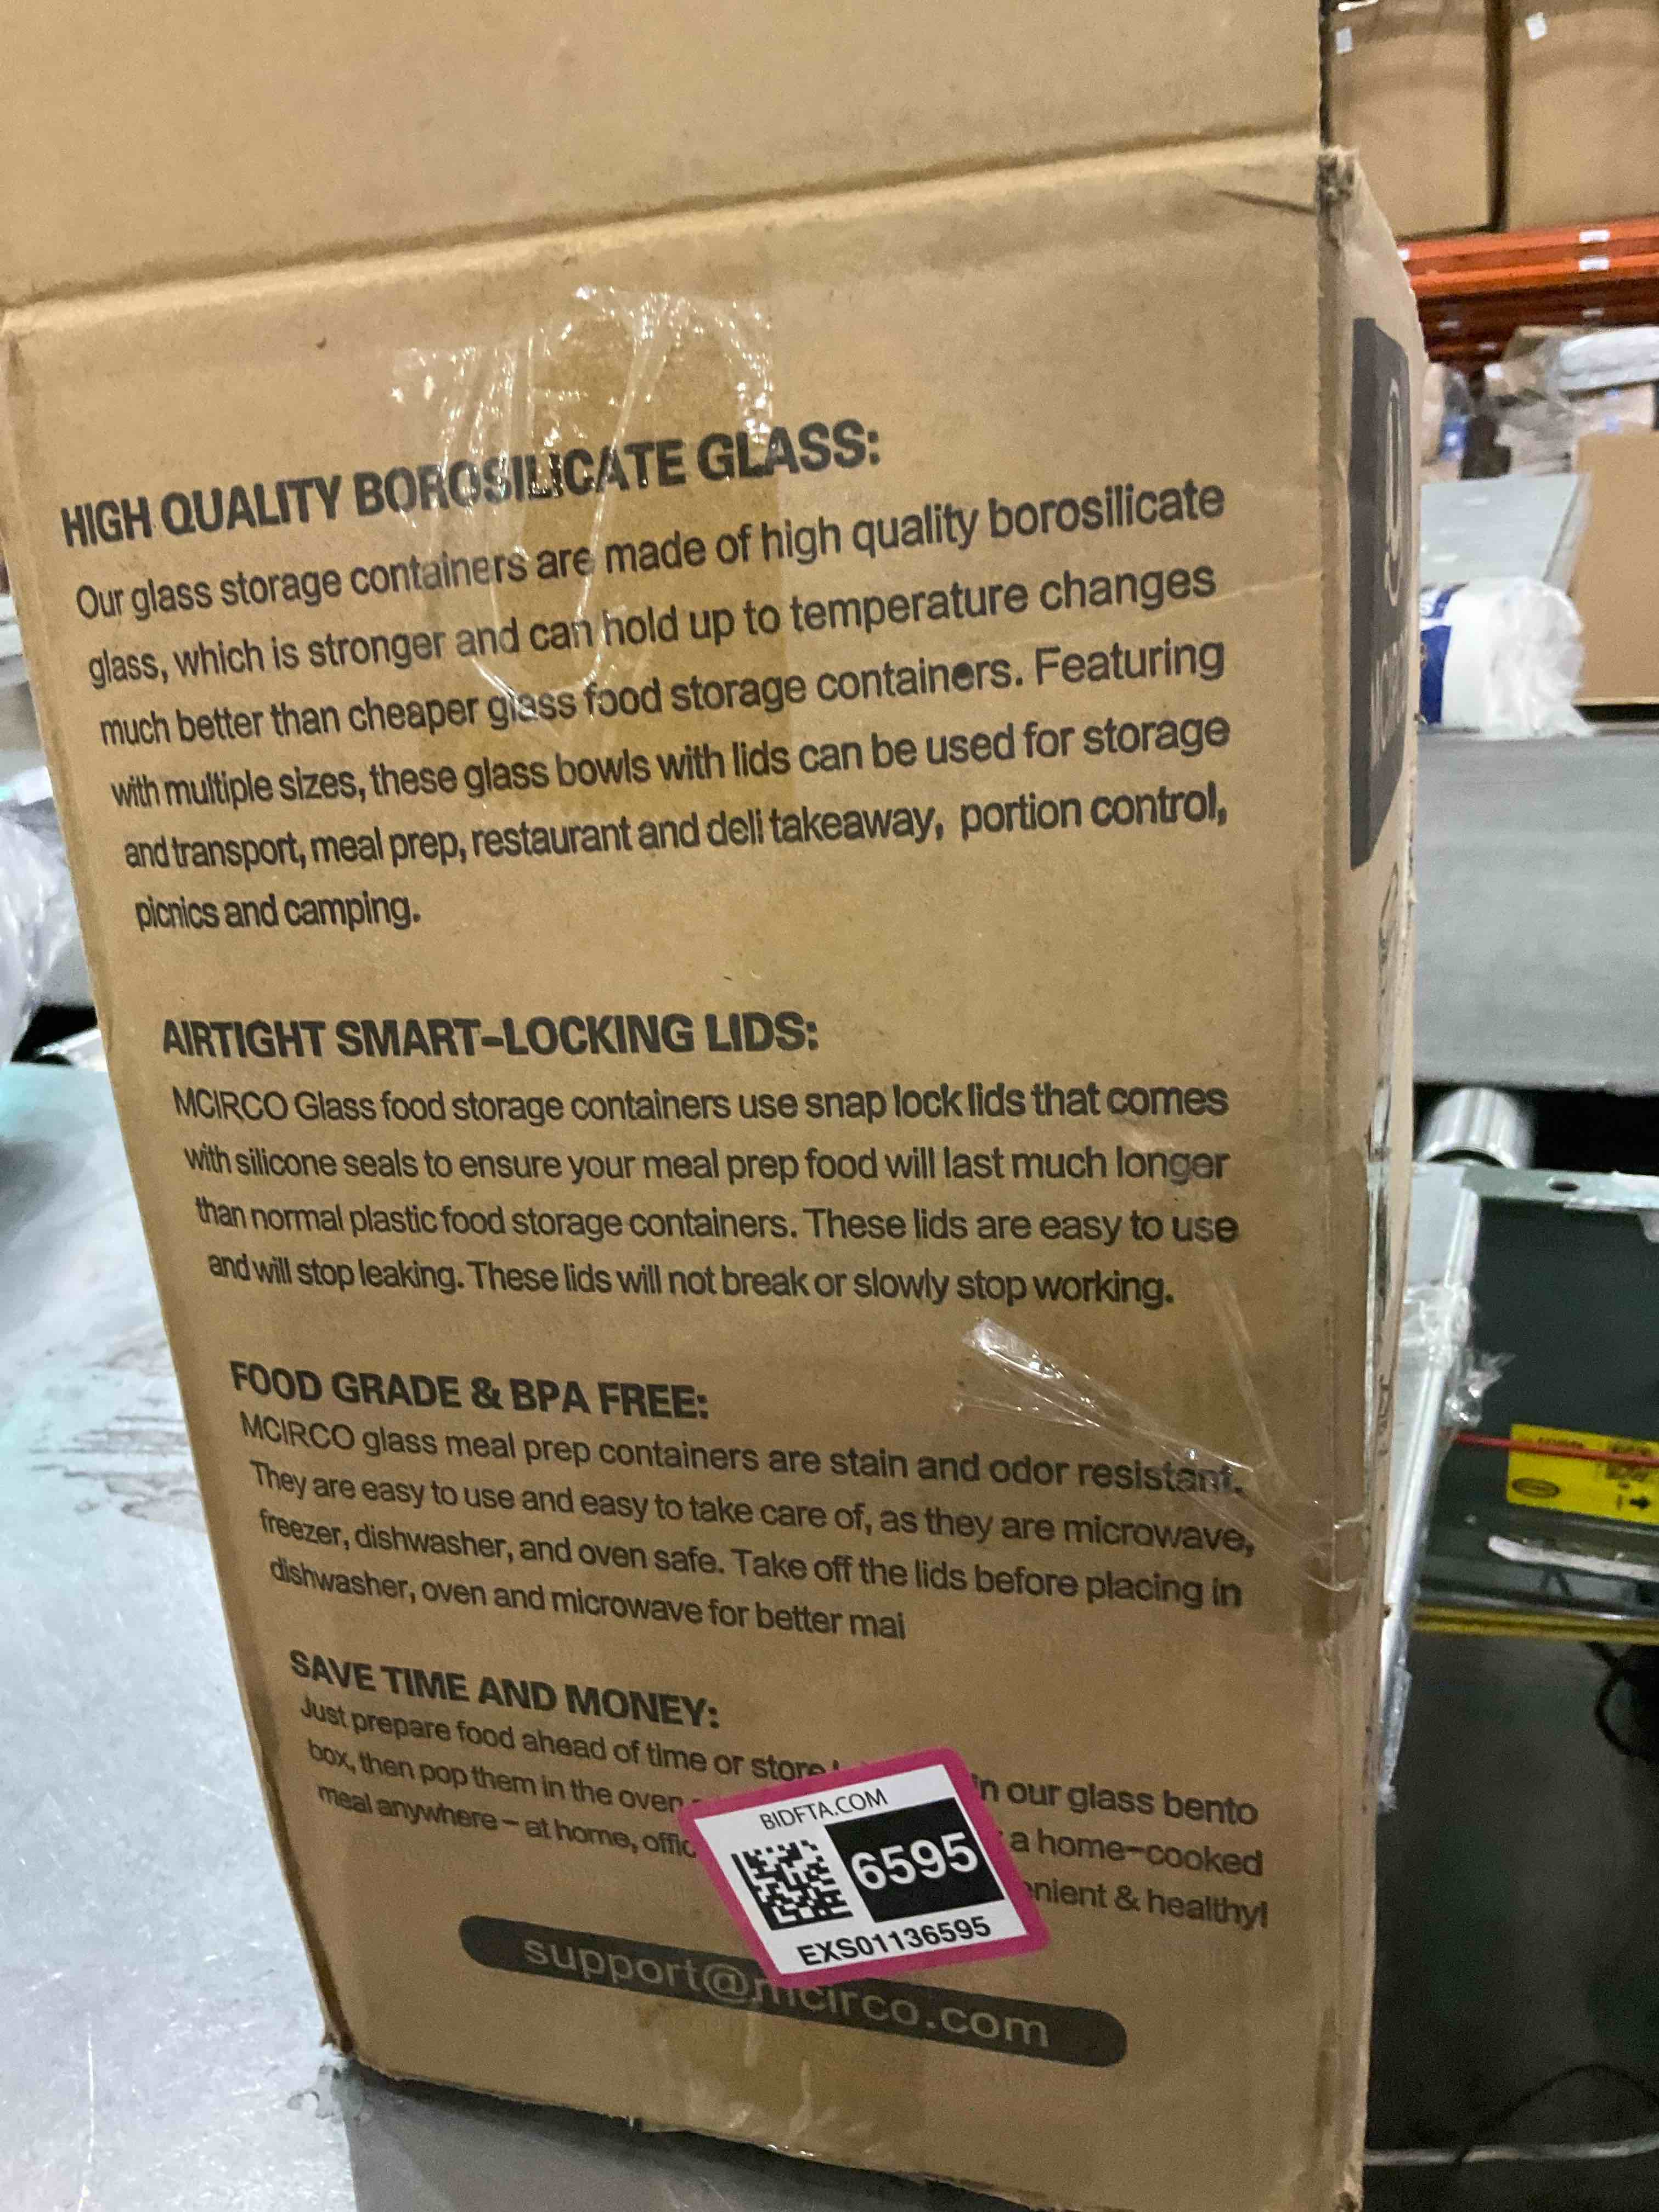 HIGH QUALITY BOROSILICATE GLASS:
Our glass storage containers are made of high quality borosilicate
glass, which is stronger and can hold up to temperature changes
much better than cheaper glass food storage containers. Featuring
with multiple sizes, these glass bowls with lids can be used for storage
and transport, meal prep, restaurant and deli takeaway, portion control,
picnics and camping.
AIRTIGHT SMART-LOCKING LIDS:
MCIRCO Glass food storage containers use snap lock lids that comes
with silicone seals to ensure your meal prep food will last much longer
than normal plastic food storage containers. These lids are easy to use
and will stop leaking. These lids will not break or slowly stop working.
FOOD GRADE & BPA FREE:
MCIRCO glass meal prep containers are stain and odor resistant.
They are easy to use and easy to take care of, as they are microwave,
freezer, dishwasher, and oven safe. Take off the lids before placing in
dishwasher, oven and microwave for better mai
SAVE TIME AND MONEY:
Just prepare food ahead of time or store in our glass bento
box, then pop them in the oven a home-cooked
meal anywhere - at home, offic enient & healthy!
BIDFTA.COM
6595
EXS01136595
support@mcirco.com